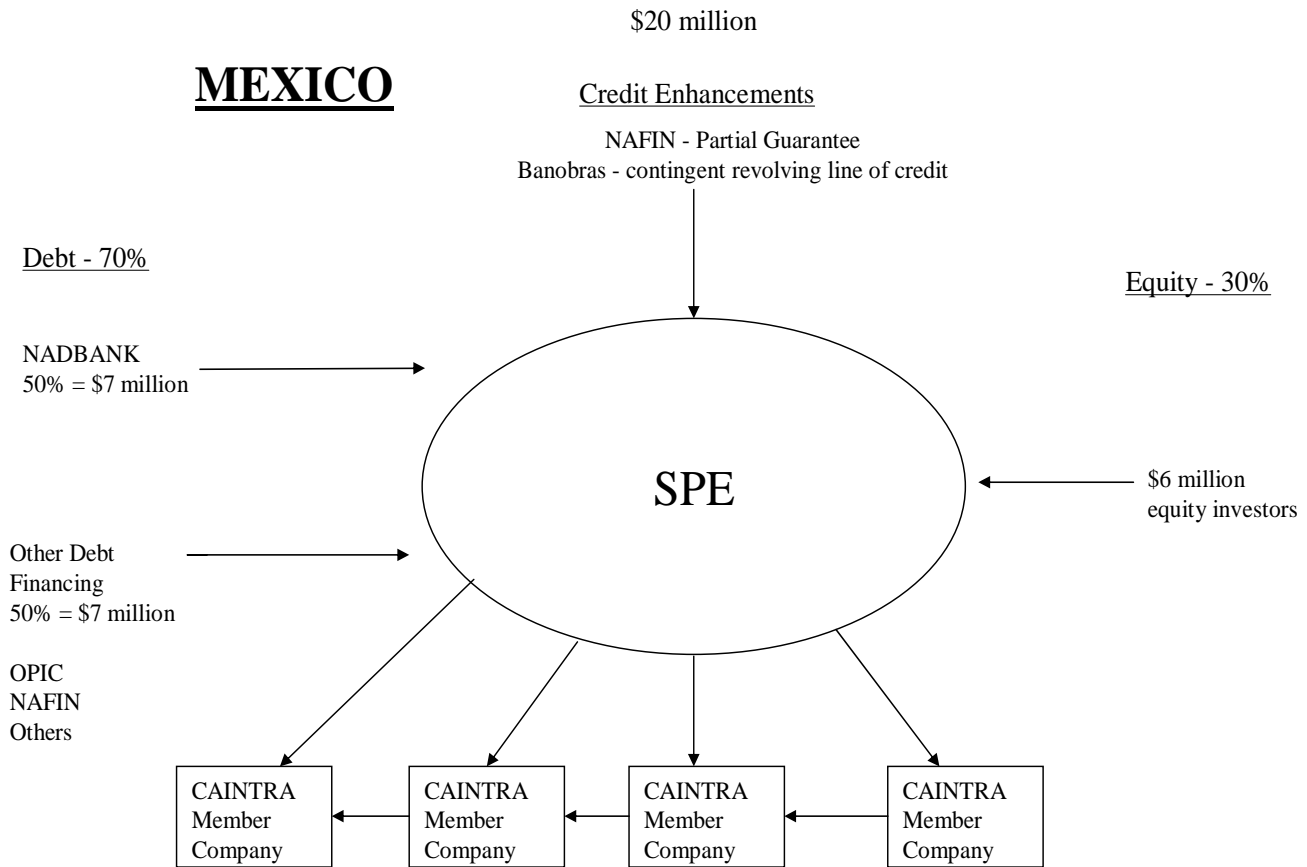 $20 million
MEXICO
Credit Enhancements
NAFIN - Partial Guarantee
Banobras - contingent revolving line of credit
Debt - 70%
Equity - 30%
NADBANK
50% = $7 million
SPE
$6 million
equity investors
Other Debt
Financing
50% = $7 million
OPIC
NAFIN
Others
CAINTRA
Member
Company
CAINTRA
Member
Company
CAINTRA
Member
Company
CAINTRA
Member
Company